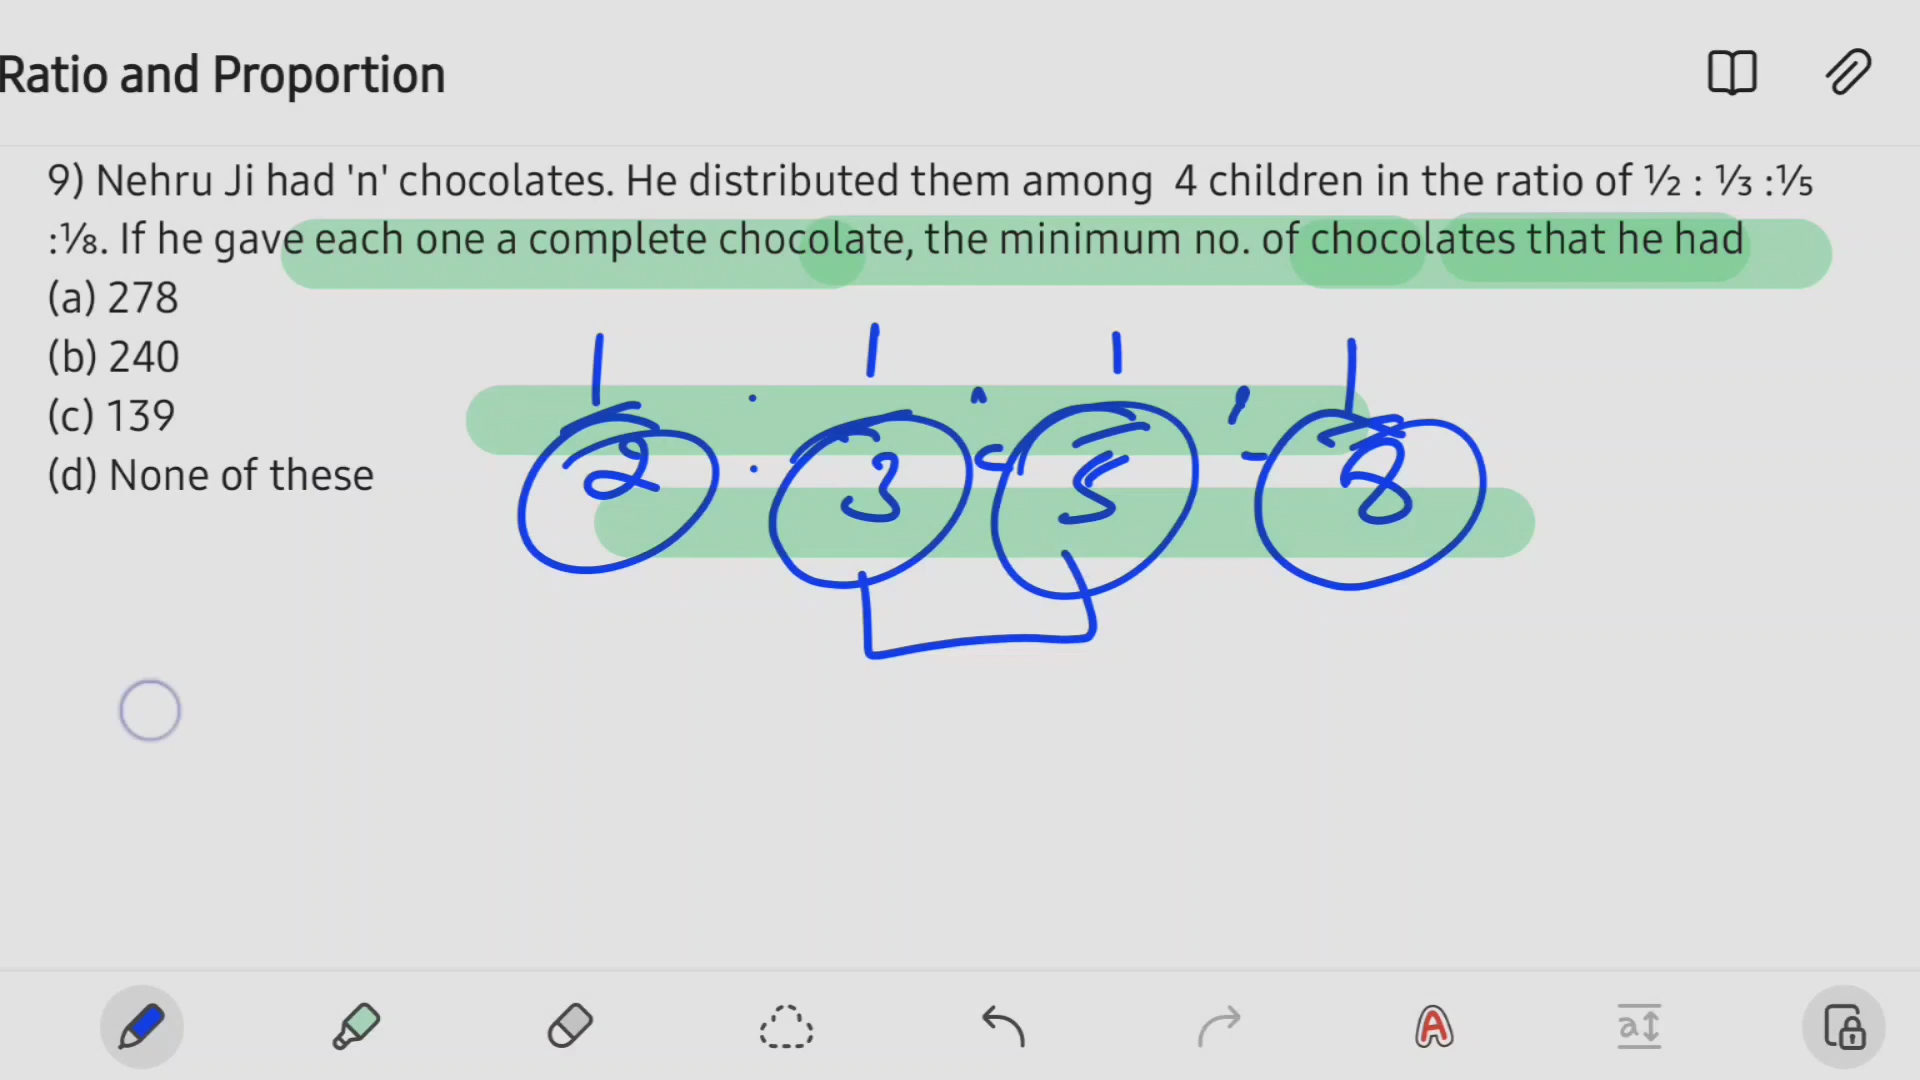 Ratio and Proportion
9) Nehru Ji had 'n' chocolates. He distributed them among 4 children in the ratio of ½ : ⅓ :⅕
:⅛. If he gave each one a complete chocolate, the minimum no. of chocolates that he had
(a) 278
(b) 240
(c) 139
(d) None of these
1 : 1 : 1 : 1
2 : 3 : 5 : 8
A
a